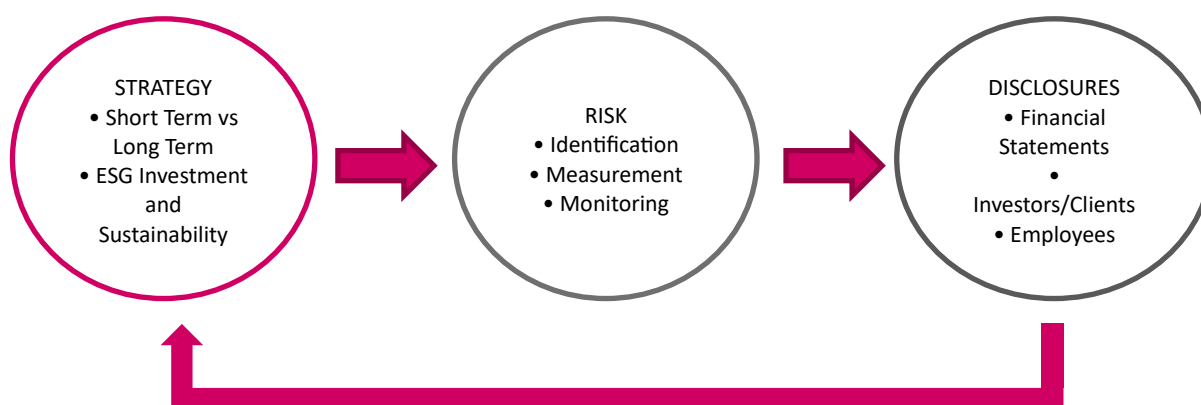 STRATEGY
• Short Term vs
Long Term
• ESG Investment
and
Sustainability
RISK
• Identification
• Measurement
• Monitoring
DISCLOSURES
• Financial
Statements
•
Investors/Clients
• Employees